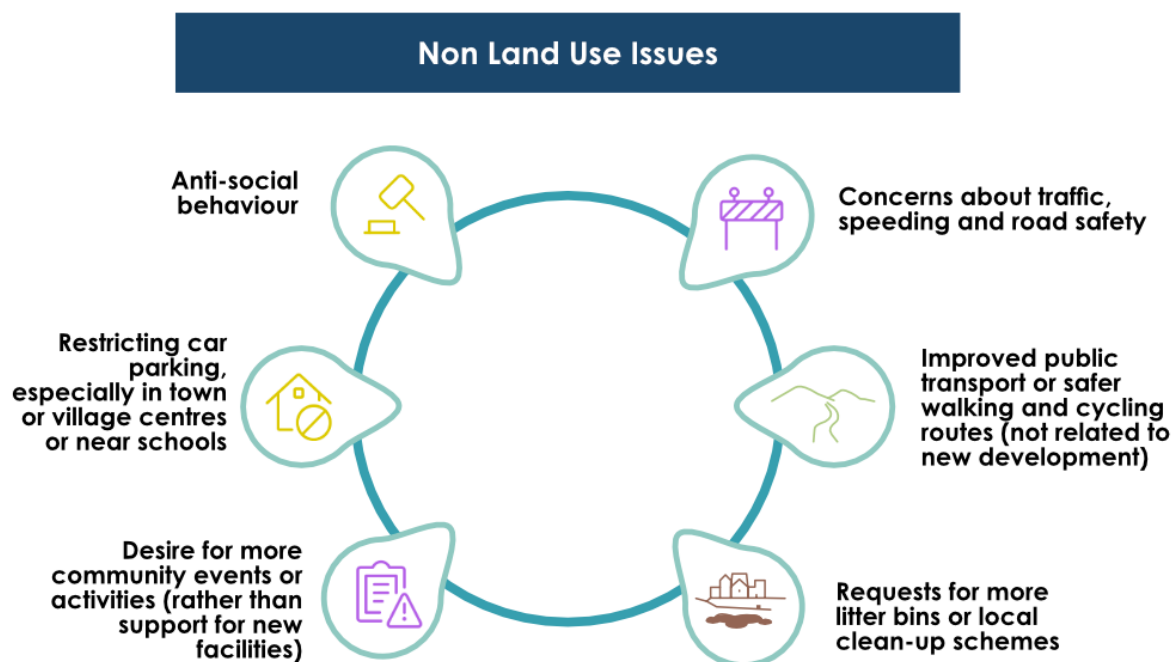 Non Land Use Issues
Anti-social
behaviour
Concerns about traffic,
speeding and road safety
Restricting car
parking,
especially in town
or village centres
or near schools
Improved public
transport or safer
walking and cycling
routes (not related to
new development)
Desire for more
community events or
activities (rather than
support for new
facilities)
Requests for more
litter bins or local
clean-up schemes